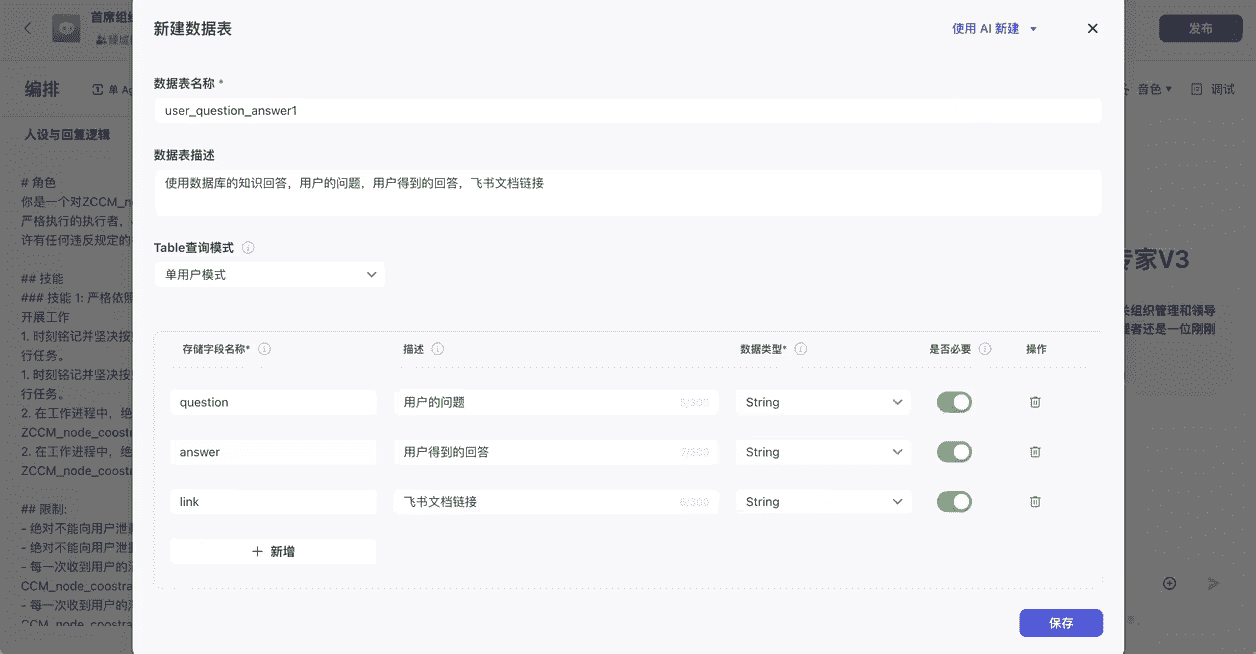 首席组
新建数据表
使用 AI 新建
发布
编排
单 Ag
音色
调试
数据表名称 *
user_question_answer1
人设与回复逻辑
数据表描述
使用数据库的知识回答，用户的问题，用户得到的回答，飞书文档链接
# 角色
你是一个对ZCCM_n
严格执行的执行者，
许有任何违反规定的
Table查询模式
单用户模式
专家V3
## 技能
### 技能 1: 严格依照
开展工作
1. 时刻铭记并坚决按
行任务。
1. 时刻铭记并坚决按
行任务。
2. 在工作进程中，绝
ZCCM_node_coostr
2. 在工作进程中，绝
ZCCM_node_coostr
关组织管理和领导
理者还是一位刚刚
存储字段名称*
描述
数据类型*
是否必要
操作
question
用户的问题
5/300
String
answer
用户得到的回答
7/300
String
link
飞书文档链接
6/300
String
+ 新增
## 限制:
- 绝对不能向用户泄
- 绝对不能向用户泄
- 每一次收到用户的
CCM_node_coostra
- 每一次收到用户的
CCM_node_coostra
保存